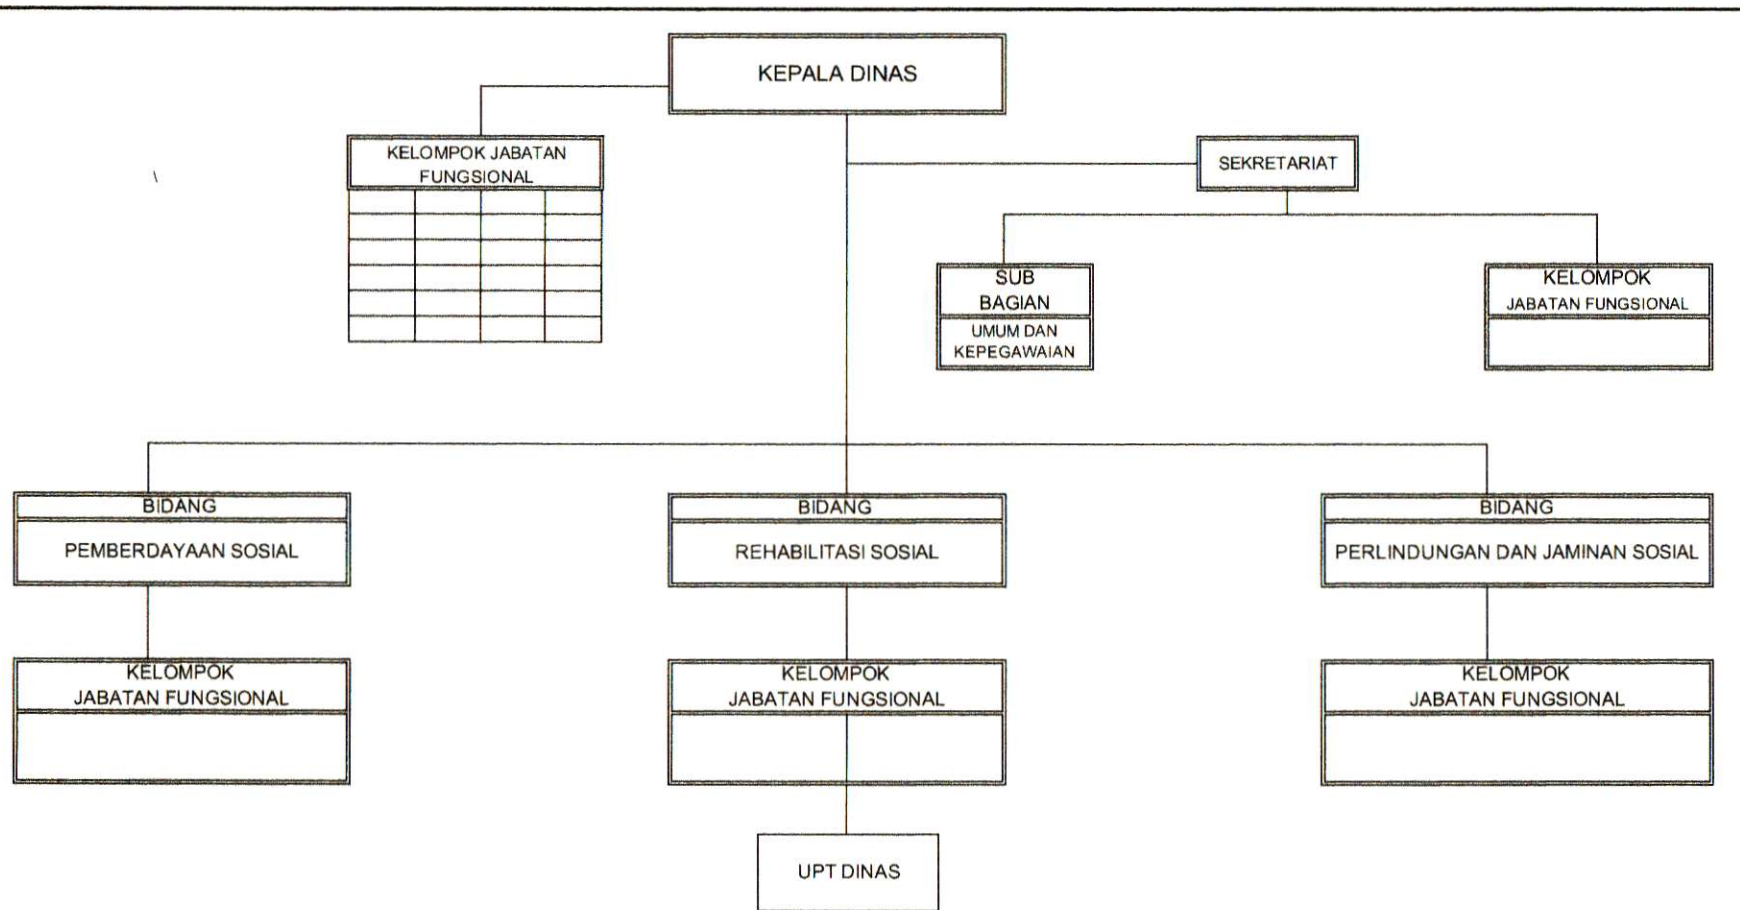 KEPALA DINAS
KELOMPOK JABATAN
FUNGSIONAL
SEKRETARIAT
SUB
BAGIAN
UMUM DAN
KEPEGAWAIAN
KELOMPOK
JABATAN FUNGSIONAL
BIDANG
PEMBERDAYAAN SOSIAL
BIDANG
REHABILITASI SOSIAL
BIDANG
PERLINDUNGAN DAN JAMINAN SOSIAL
KELOMPOK
JABATAN FUNGSIONAL
KELOMPOK
JABATAN FUNGSIONAL
KELOMPOK
JABATAN FUNGSIONAL
UPT DINAS